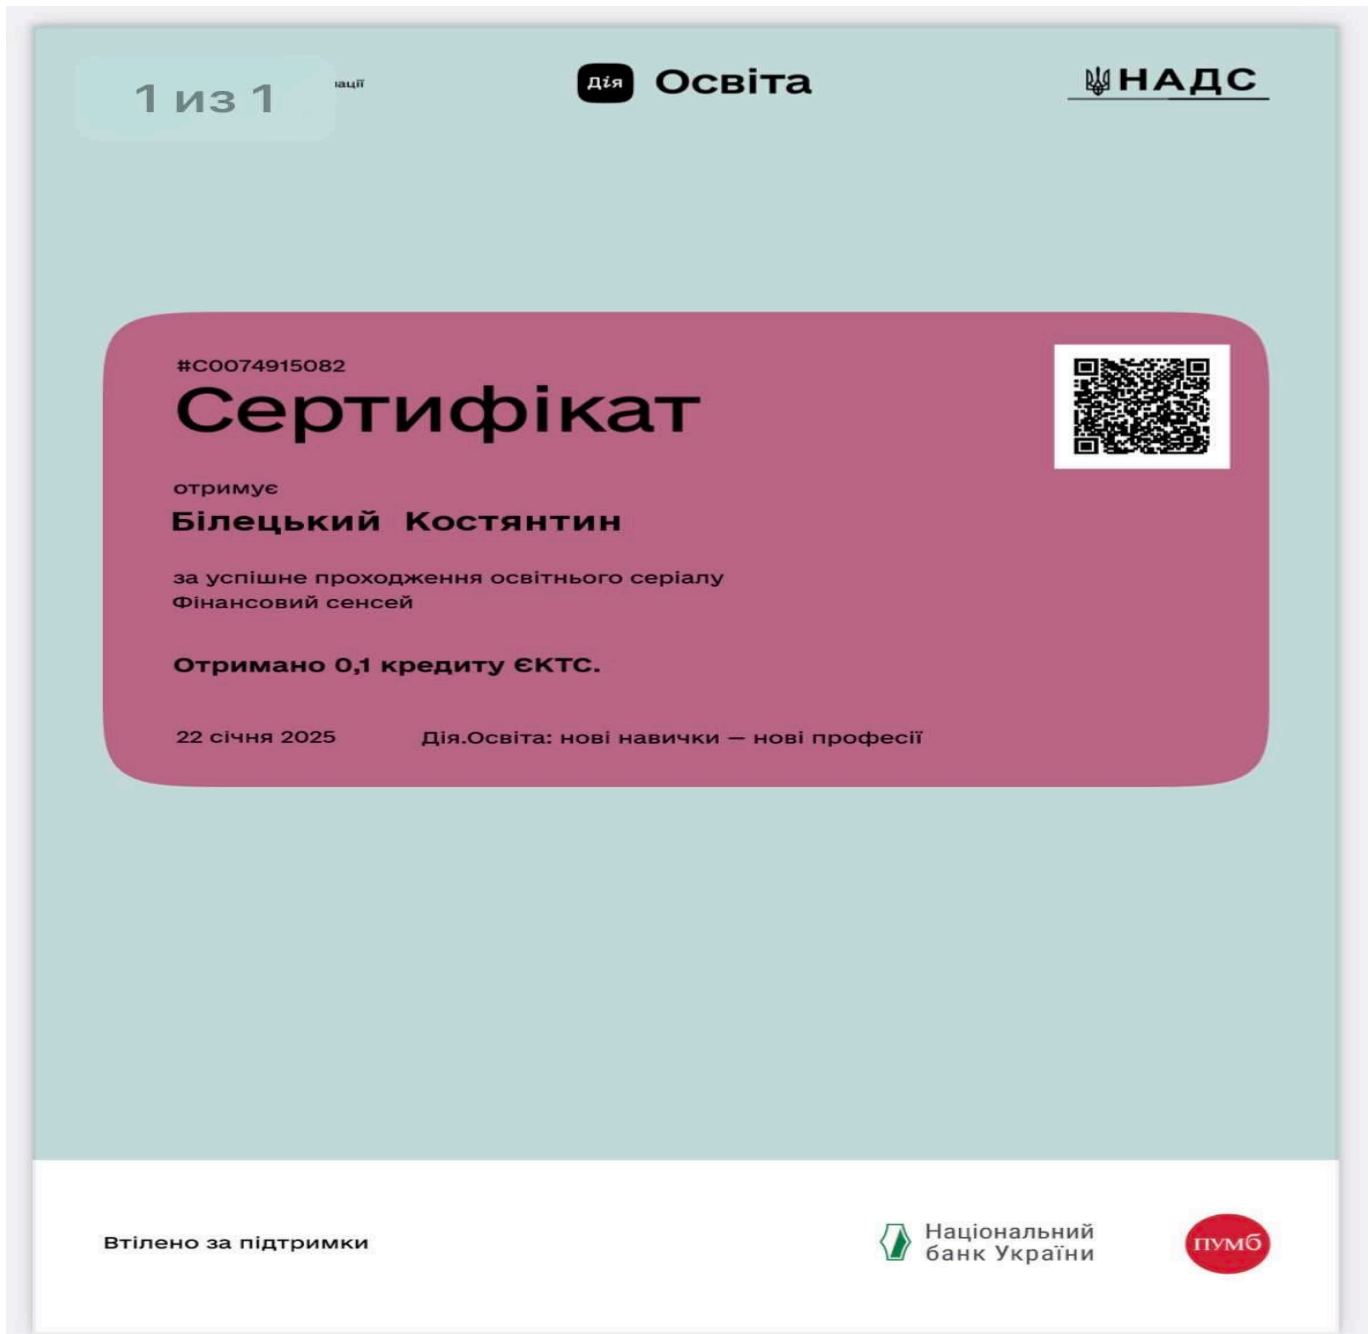 1 из 1
ації
Дія Освіта
НАДС
#C0074915082
Сертифікат
отримує
Білецький Костянтин
за успішне проходження освітнього серіалу
Фінансовий сенсей
Отримано 0,1 кредиту ЄКТС.
22 січня 2025 Дія.Освіта: нові навички — нові професії
Втілено за підтримки
Національний
банк України
ПУМБ